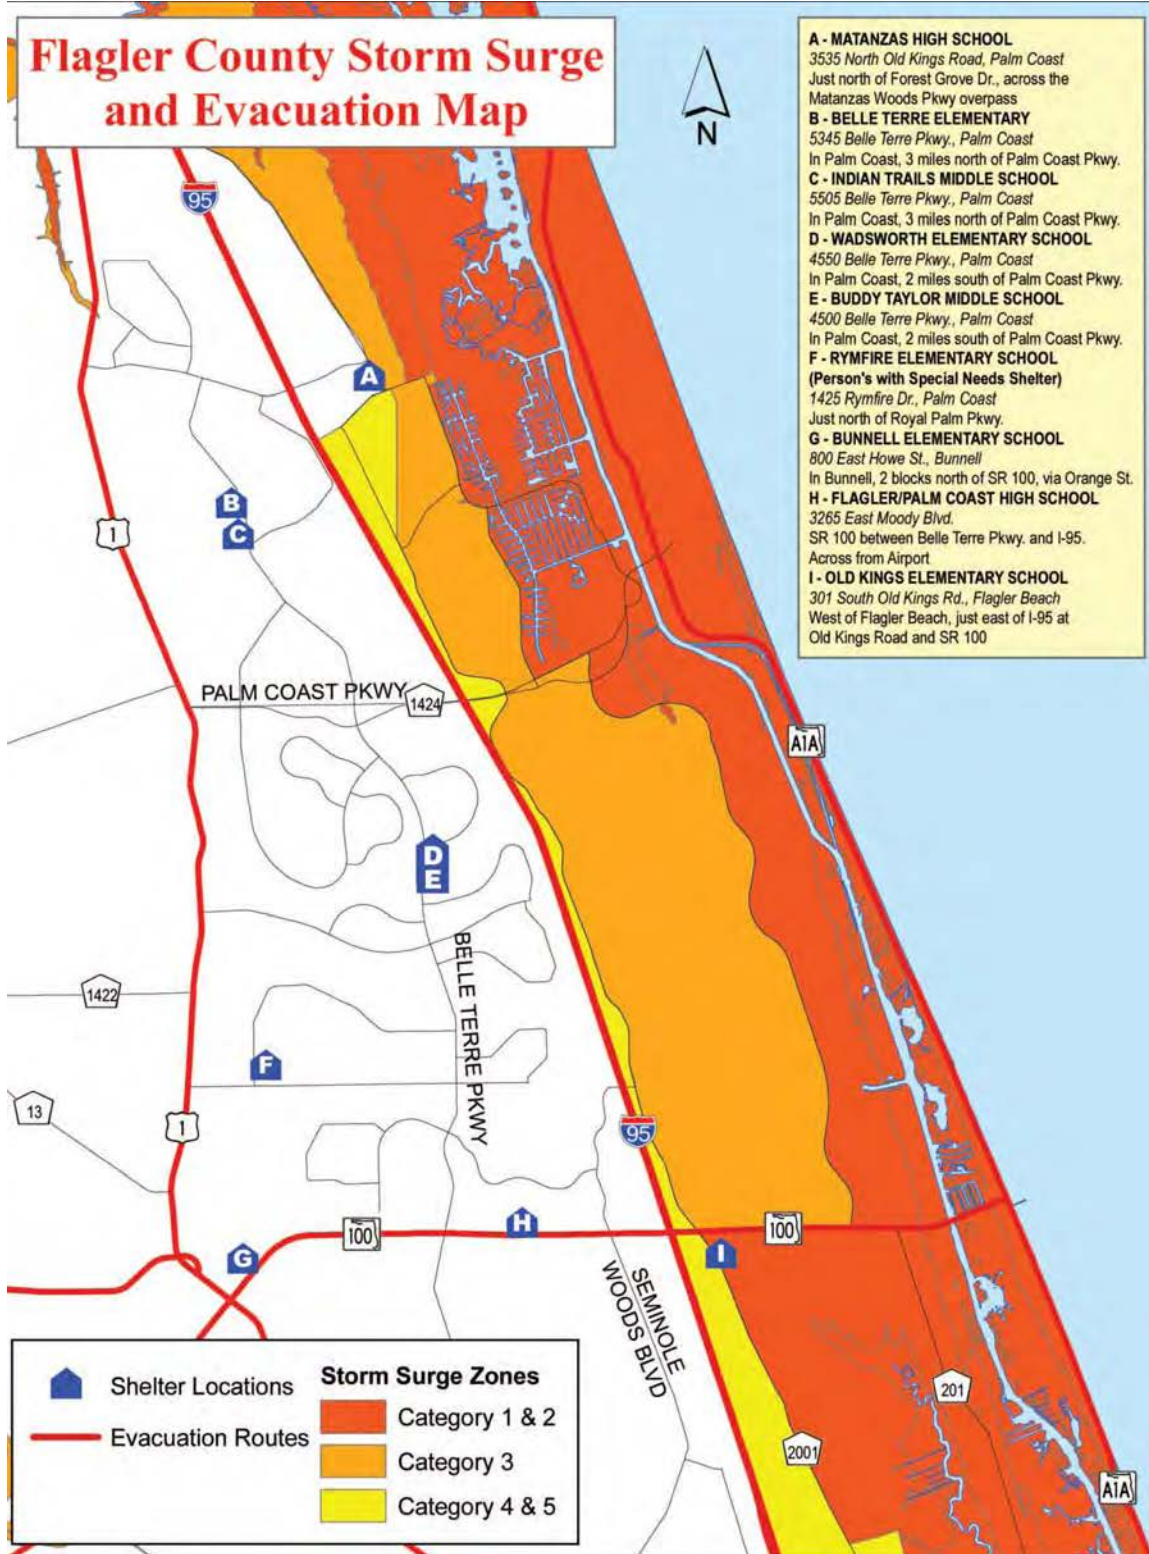 Flagler County Storm Surge
and Evacuation Map
N
A - MATANZAS HIGH SCHOOL
3535 North Old Kings Road, Palm Coast
Just north of Forest Grove Dr., across the
Matanzas Woods Pkwy overpass
B - BELLE TERRE ELEMENTARY
5345 Belle Terre Pkwy., Palm Coast
In Palm Coast, 3 miles north of Palm Coast Pkwy.
C - INDIAN TRAILS MIDDLE SCHOOL
5505 Belle Terre Pkwy., Palm Coast
In Palm Coast, 3 miles north of Palm Coast Pkwy.
D - WADSWORTH ELEMENTARY SCHOOL
4550 Belle Terre Pkwy., Palm Coast
In Palm Coast, 2 miles south of Palm Coast Pkwy.
E - BUDDY TAYLOR MIDDLE SCHOOL
4500 Belle Terre Pkwy., Palm Coast
In Palm Coast, 2 miles south of Palm Coast Pkwy.
F - RYMFIRE ELEMENTARY SCHOOL
(Person's with Special Needs Shelter)
1425 Rymfire Dr., Palm Coast
Just north of Royal Palm Pkwy.
G - BUNNELL ELEMENTARY SCHOOL
800 East Howe St., Bunnell
In Bunnell, 2 blocks north of SR 100, via Orange St.
H - FLAGLER/PALM COAST HIGH SCHOOL
3265 East Moody Blvd.
SR 100 between Belle Terre Pkwy. and I-95.
Across from Airport
I - OLD KINGS ELEMENTARY SCHOOL
301 South Old Kings Rd., Flagler Beach
West of Flagler Beach, just east of I-95 at
Old Kings Road and SR 100
95
A
B
C
1
PALM COAST PKWY
1424
A1A
D
E
BELLE TERRE PKWY
1422
F
13
1
95
H
100
100
G
I
SEMINOLE
WOODS BLVD
201
2001
A1A
Shelter Locations
Evacuation Routes
Storm Surge Zones
Category 1 & 2
Category 3
Category 4 & 5